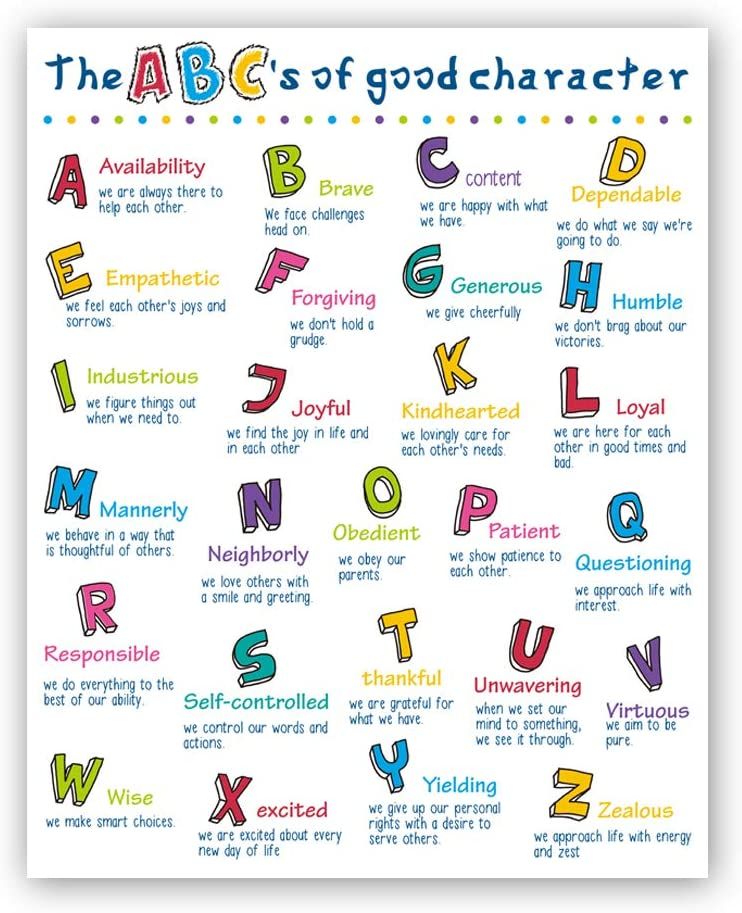 The ABC's of good character
A Availability
we are always there to
help each other.
B Brave
We face challenges
head on.
C content
we are happy with what
we have.
D
Dependable
we do what we say we're
going to do.
E Empathetic
we feel each other's joys and
sorrows.
F
Forgiving
we don't hold a
grudge.
G Generous
we give cheerfully
H Humble
we don't brag about our
victories.
I Industrious
we figure things out
when we need to.
J Joyful
we find the joy in life and
in each other
K
Kindhearted
we lovingly care for
each other's needs.
L Loyal
we are here for each
other in good times and
bad.
M Mannerly
we behave in a way that
is thoughtful of others.
N
Neighborly
we love others with
a smile and greeting.
O
Obedient
we obey our
parents.
P Patient
we show patience to
each other.
Q
Questioning
we approach life with
interest.
R
Responsible
we do everything to the
best of our ability.
S
Self-controlled
we control our words and
actions.
T
thankful
we are grateful for
what we have.
U
Unwavering
when we set our
mind to something,
we see it through.
V
Virtuous
we aim to be
pure.
W Wise
we make smart choices.
X excited
we are excited about every
new day of life
Y Yielding
we give up our personal
rights with a desire to
serve others.
Z Zealous
we approach life with energy
and zest